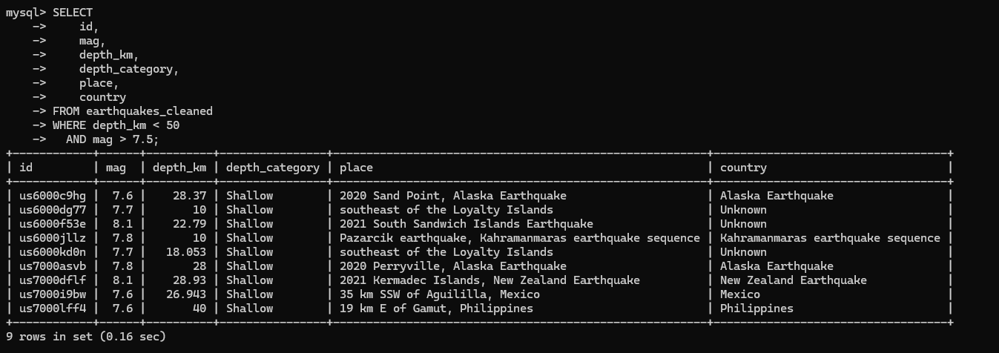 mysql> SELECT
    ->     id,
    ->     mag,
    ->     depth_km,
    ->     depth_category,
    ->     place,
    ->     country
    -> FROM earthquakes_cleaned
    -> WHERE depth_km < 50
    ->   AND mag > 7.5;
+------------+------+----------+----------------+--------------------------------------------------------+-----------------------------------+
| id         | mag  | depth_km | depth_category | place                                                  | country                           |
+------------+------+----------+----------------+--------------------------------------------------------+-----------------------------------+
| us6000c9hg |  7.6 |    28.37 | Shallow        | 2020 Sand Point, Alaska Earthquake                     | Alaska Earthquake                 |
| us6000dg77 |  7.7 |       10 | Shallow        | southeast of the Loyalty Islands                       | Unknown                           |
| us6000f53e |  8.1 |    22.79 | Shallow        | 2021 South Sandwich Islands Earthquake                 | Unknown                           |
| us6000jllz |  7.8 |       10 | Shallow        | Pazarcik earthquake, Kahramanmaras earthquake sequence | Kahramanmaras earthquake sequence |
| us6000kd0n |  7.7 |   18.053 | Shallow        | southeast of the Loyalty Islands                       | Unknown                           |
| us7000asvb |  7.8 |       28 | Shallow        | 2020 Perryville, Alaska Earthquake                     | Alaska Earthquake                 |
| us7000dflf |  8.1 |    28.93 | Shallow        | 2021 Kermadec Islands, New Zealand Earthquake          | New Zealand Earthquake            |
| us7000i9bw |  7.6 |   26.943 | Shallow        | 35 km SSW of Aguililla, Mexico                         | Mexico                            |
| us7000lff4 |  7.6 |       40 | Shallow        | 19 km E of Gamut, Philippines                          | Philippines                       |
+------------+------+----------+----------------+--------------------------------------------------------+-----------------------------------+
9 rows in set (0.16 sec)